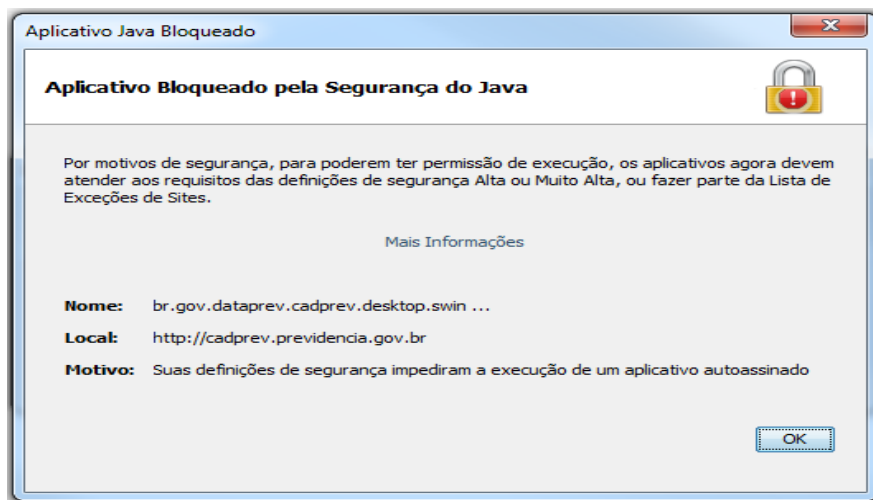 Aplicativo Java Bloqueado
Aplicativo Bloqueado pela Segurança do Java
Por motivos de segurança, para poderem ter permissão de execução, os aplicativos agora devem
atender aos requisitos das definições de segurança Alta ou Muito Alta, ou fazer parte da Lista de
Exceções de Sites.
Mais Informações
Nome: br.gov.dataprev.cadprev.desktop.swin ...
Local: http://cadprev.previdencia.gov.br
Motivo: Suas definições de segurança impediram a execução de um aplicativo autoassinado
OK